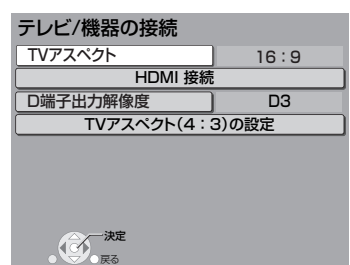 テレビ/機器の接続
TVアスペクト 16：9
HDMI 接続
D端子出力解像度 D3
TVアスペクト(4：3)の設定
決定
戻る